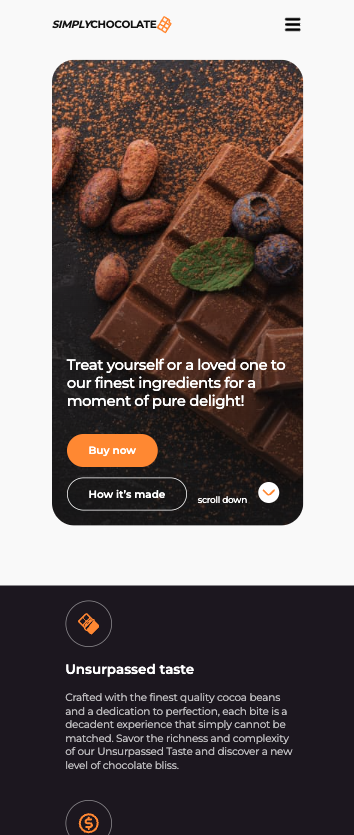 SIMPLYCHOCOLATE
Treat yourself or a loved one to
our finest ingredients for a
moment of pure delight!
Buy now
How it's made
scroll down
Unsurpassed taste
Crafted with the finest quality cocoa beans
and a dedication to perfection, each bite is a
decadent experience that simply cannot be
matched. Savor the richness and complexity
of our Unsurpassed Taste and discover a new
level of chocolate bliss.